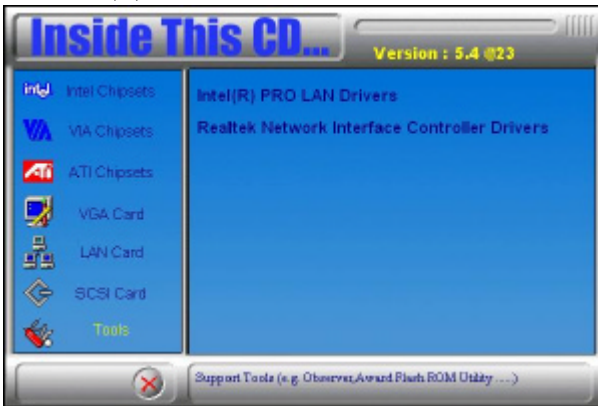 Inside This CD...
Version : 5.4 @23
intel Intel Chipsets
VIA VIA Chipsets
ATI ATI Chipsets
VGA Card
LAN Card
SCSI Card
Tools
Intel(R) PRO LAN Drivers
Realtek Network Interface Controller Drivers
Support Tools (e.g. Observer,Award Flash ROM Utility .....)